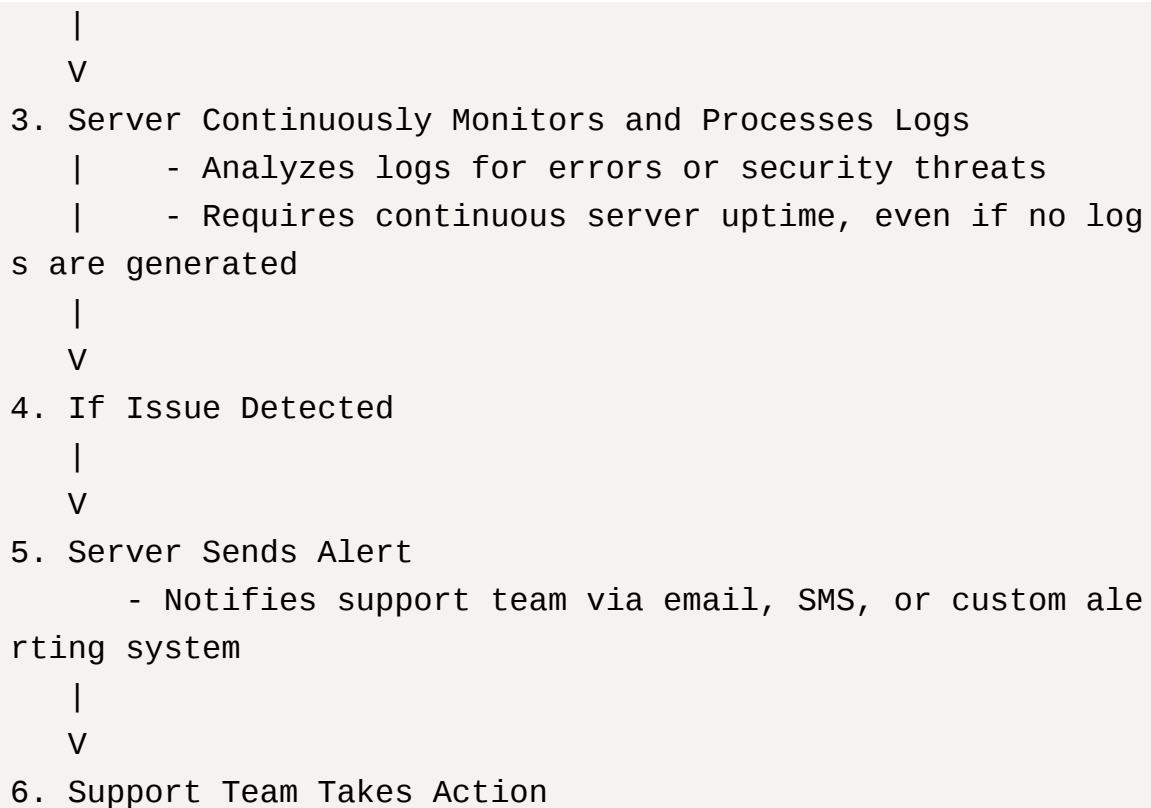 |
   V
3. Server Continuously Monitors and Processes Logs
   |    - Analyzes logs for errors or security threats
   |    - Requires continuous server uptime, even if no log
s are generated
   |
   V
4. If Issue Detected
   |
   V
5. Server Sends Alert
      - Notifies support team via email, SMS, or custom ale
rting system
   |
   V
6. Support Team Takes Action